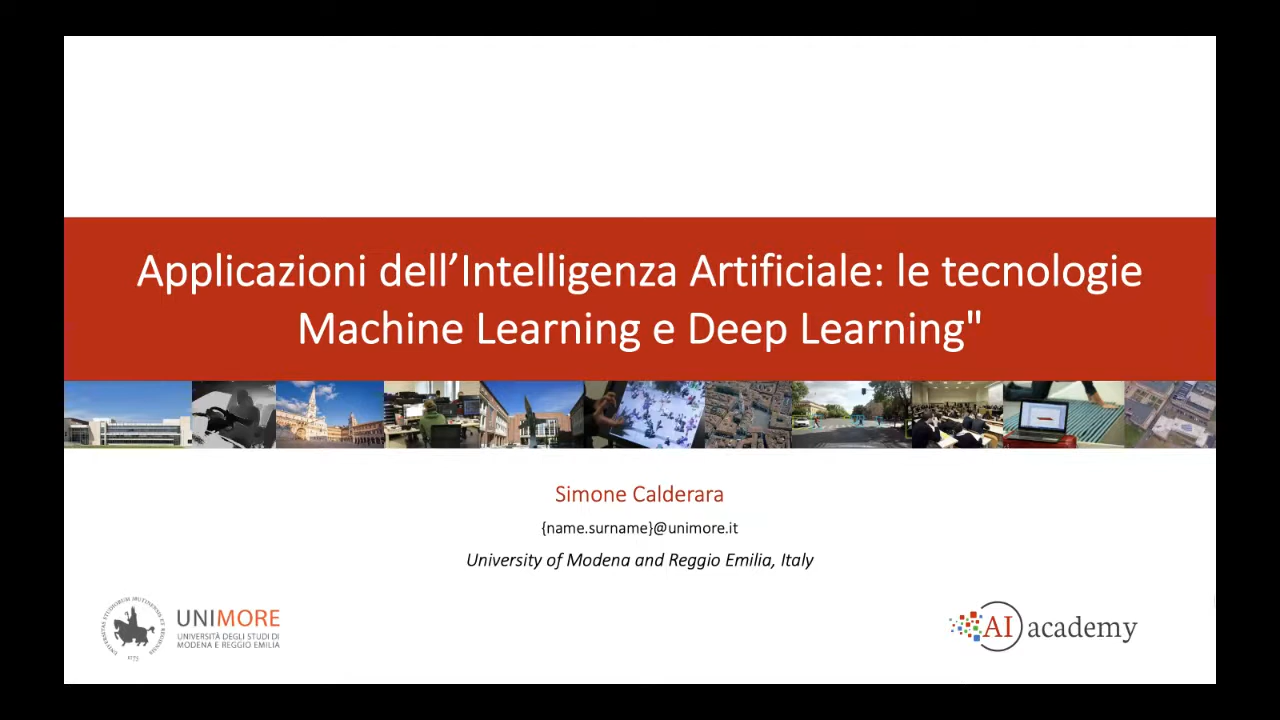 Applicazioni dell’Intelligenza Artificiale: le tecnologie
Machine Learning e Deep Learning"
Simone Calderara
{name.surname}@unimore.it
University of Modena and Reggio Emilia, Italy
UNIMORE
UNIVERSITÀ DEGLI STUDI DI
MODENA E REGGIO EMILIA
1175
AI academy